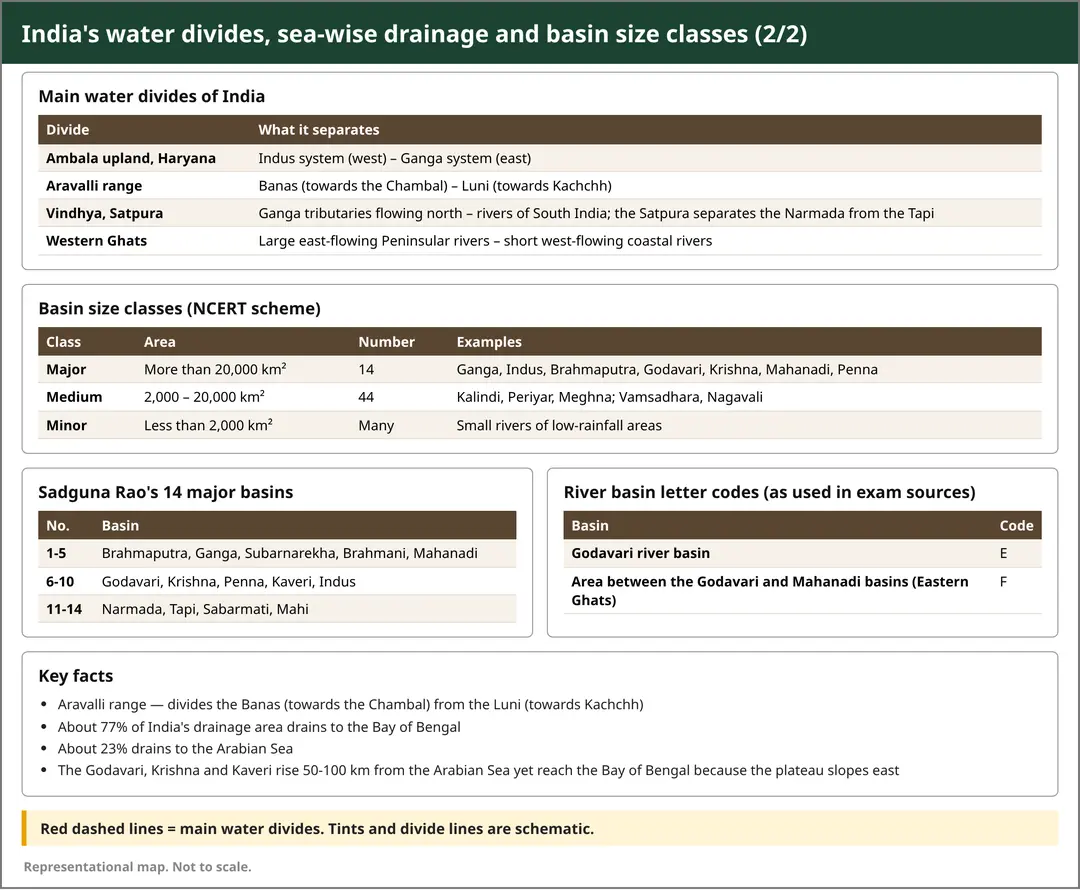 India's water divides, sea-wise drainage and basin size classes (2/2)
Main water divides of India
Divide What it separates
Ambala upland, Haryana Indus system (west) – Ganga system (east)
Aravalli range Banas (towards the Chambal) – Luni (towards Kachchh)
Vindhya, Satpura Ganga tributaries flowing north – rivers of South India; the Satpura separates the Narmada from the Tapi
Western Ghats Large east-flowing Peninsular rivers – short west-flowing coastal rivers
Basin size classes (NCERT scheme)
Class Area Number Examples
Major More than 20,000 km² 14 Ganga, Indus, Brahmaputra, Godavari, Krishna, Mahanadi, Penna
Medium 2,000 – 20,000 km² 44 Kalindi, Periyar, Meghna; Vamsadhara, Nagavali
Minor Less than 2,000 km² Many Small rivers of low-rainfall areas
Sadguna Rao's 14 major basins
No. Basin
1-5 Brahmaputra, Ganga, Subarnarekha, Brahmani, Mahanadi
6-10 Godavari, Krishna, Penna, Kaveri, Indus
11-14 Narmada, Tapi, Sabarmati, Mahi
River basin letter codes (as used in exam sources)
Basin Code
Godavari river basin E
Area between the Godavari and Mahanadi basins (Eastern F
Ghats)
Key facts
• Aravalli range — divides the Banas (towards the Chambal) from the Luni (towards Kachchh)
• About 77% of India's drainage area drains to the Bay of Bengal
• About 23% drains to the Arabian Sea
• The Godavari, Krishna and Kaveri rise 50-100 km from the Arabian Sea yet reach the Bay of Bengal because the plateau slopes east
Red dashed lines = main water divides. Tints and divide lines are schematic.
Representational map. Not to scale.